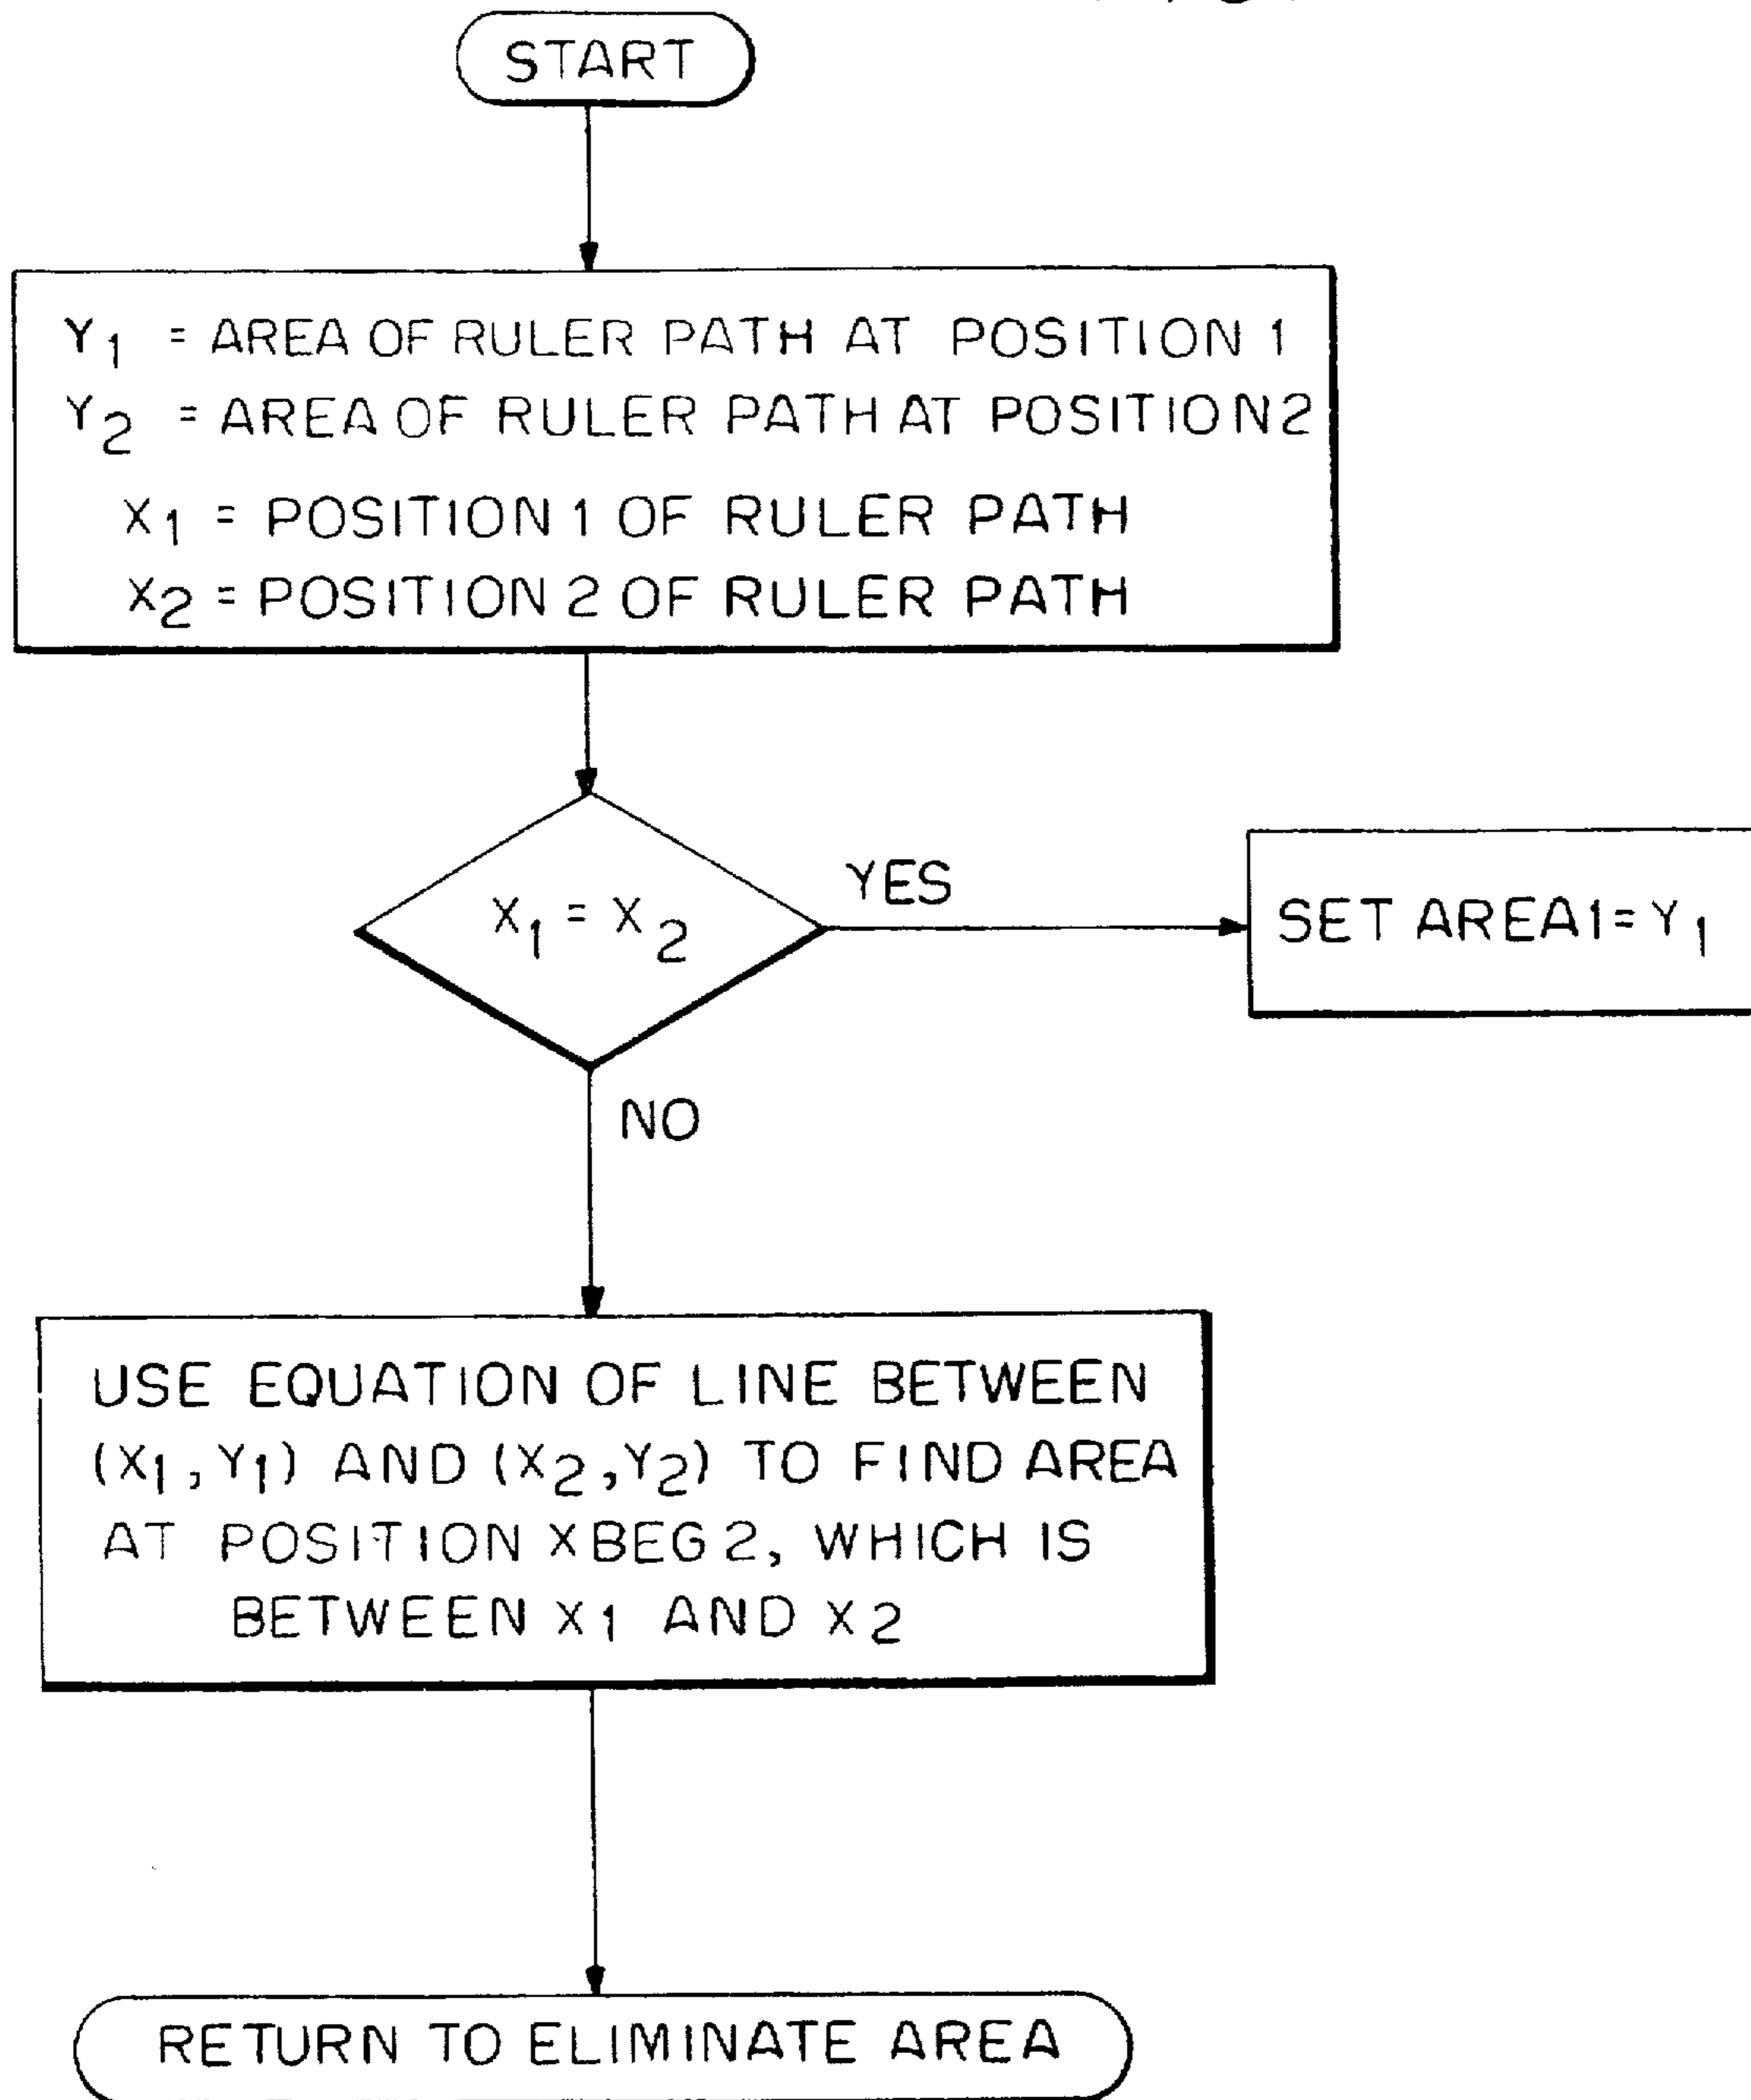 START
Y1 = AREA OF RULER PATH AT POSITION 1
Y2 = AREA OF RULER PATH AT POSITION 2
X1 = POSITION 1 OF RULER PATH
X2 = POSITION 2 OF RULER PATH
X1 = X2
YES
SET AREA1 = Y1
NO
USE EQUATION OF LINE BETWEEN
(X1, Y1) AND (X2, Y2) TO FIND AREA
AT POSITION XBEG2, WHICH IS
BETWEEN X1 AND X2
RETURN TO ELIMINATE AREA